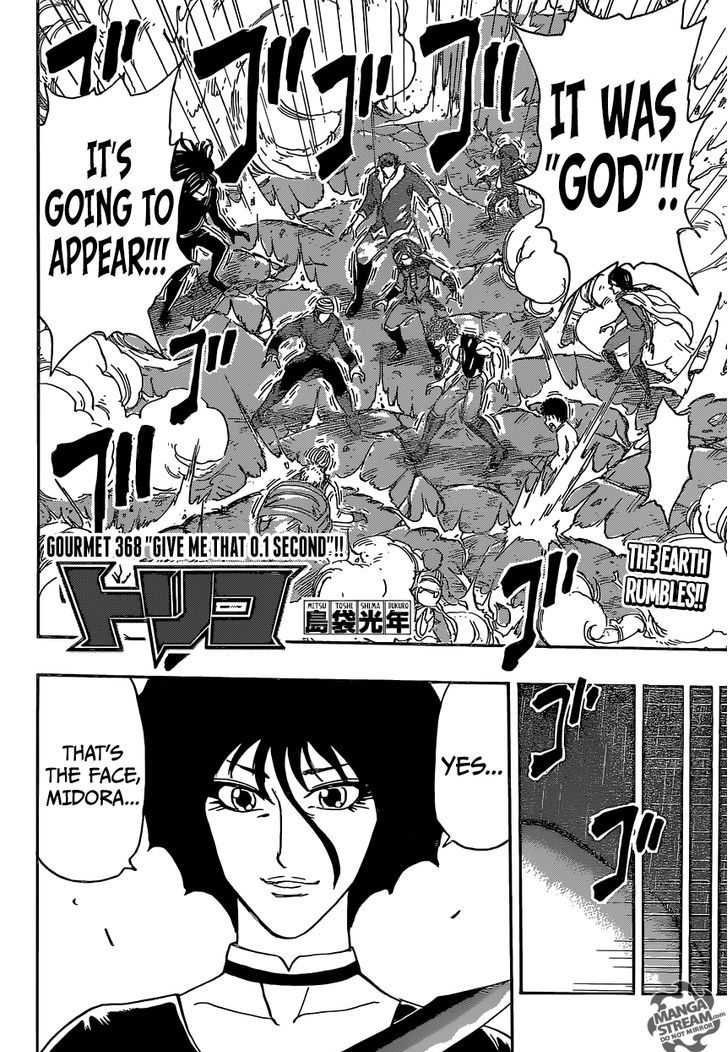 IT WAS
"GOD"!!
IT'S
GOING TO
APPEAR!!!
ゴゴゴゴゴ
ゴ
ゴ
THE EARTH
RUMBLES!!
GOURMET 368 "GIVE ME THAT 0.1 SECOND"!!
トリコ
MITSU TOSHI SHIMA BUKURO
島袋光年
ゴ
ゴ
YES...
THAT'S
THE FACE,
MIDORA...
MANGA
STREAM.COM
DO NOT MIRROR